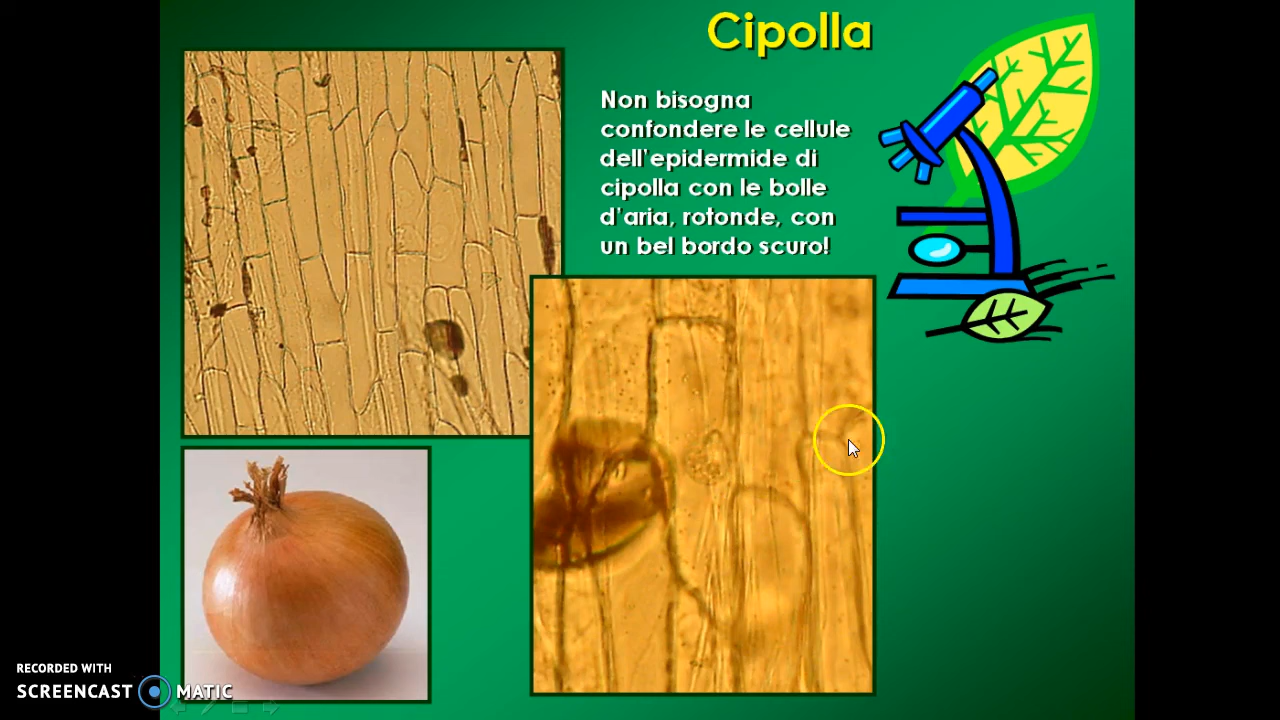 Cipolla
Non bisogna
confondere le cellule
dell'epidermide di
cipolla con le bolle
d'aria, rotonde, con
un bel bordo scuro!
RECORDED WITH
SCREENCAST MATIC